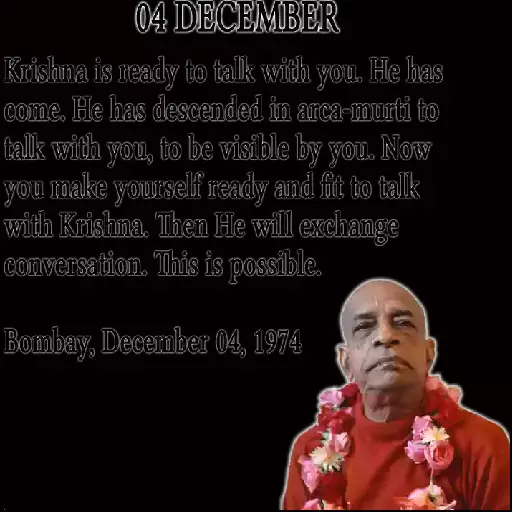 04 DECEMBER
Krishna is ready to talk with you. He has
come. He has descended in arca-murti to
talk with you, to be visible by you. Now
you make yourself ready and fit to talk
with Krishna. Then He will exchange
conversation. This is possible.
Bombay, December 04, 1974